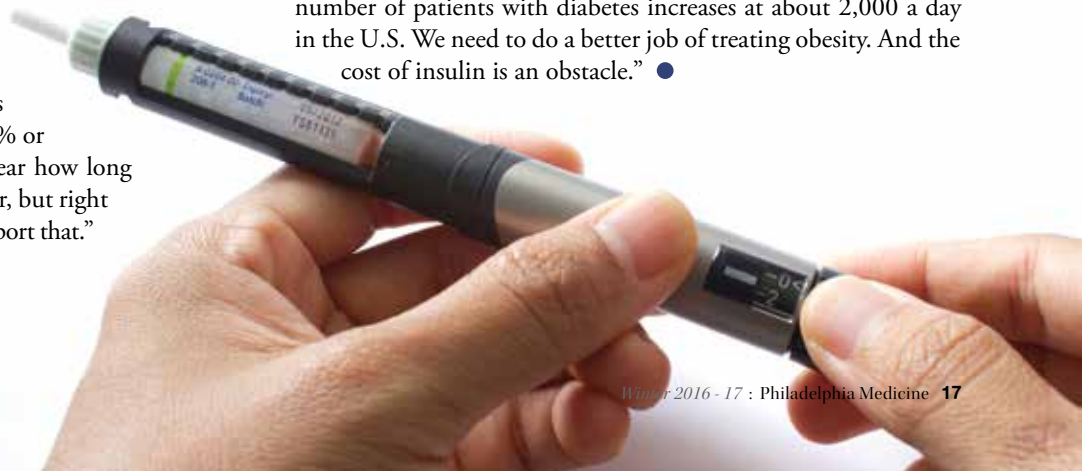 s
% or
ear how long
r, but right
port that.”
number of patients with diabetes increases at about 2,000 a day
in the U.S. We need to do a better job of treating obesity. And the
cost of insulin is an obstacle.” ●
Batch:
Winter 2016 - 17 : Philadelphia Medicine 17